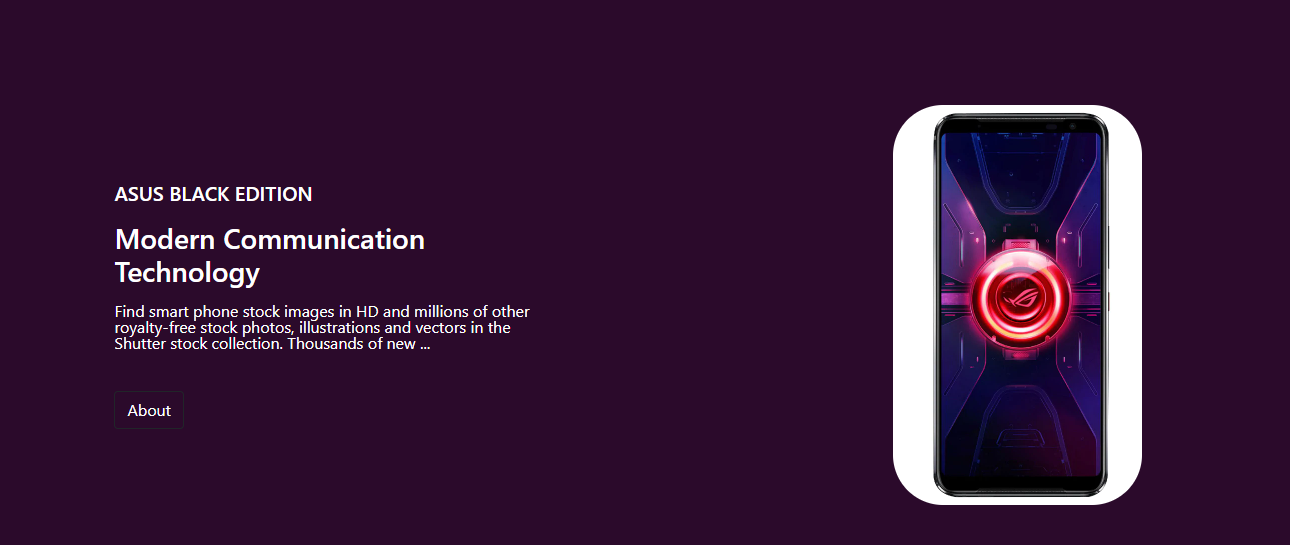 ASUS BLACK EDITION
Modern Communication
Technology
Find smart phone stock images in HD and millions of other
royalty-free stock photos, illustrations and vectors in the
Shutter stock collection. Thousands of new ...
About